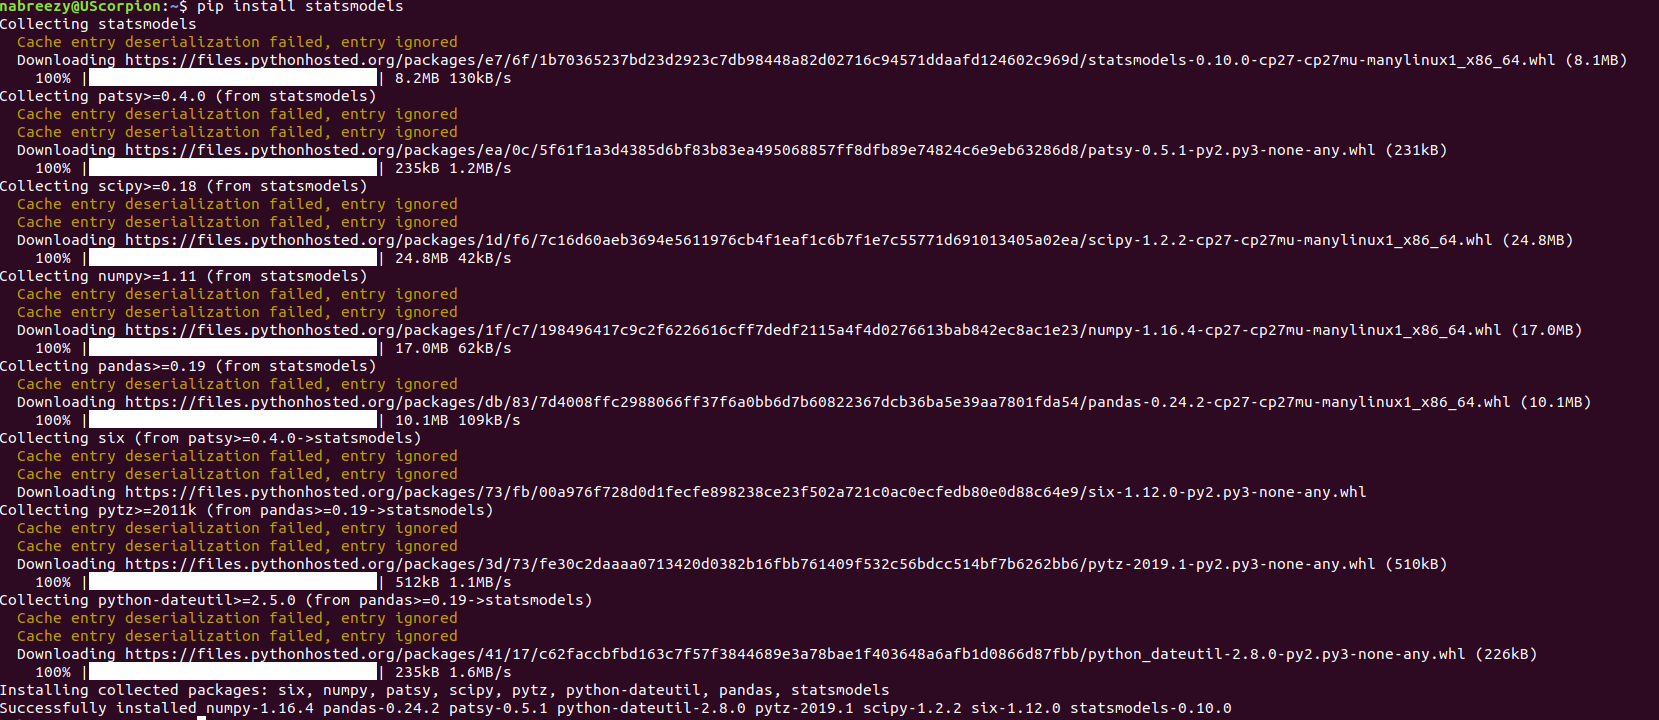 nabreezy@UScorpion:~$ pip install statsmodels
Collecting statsmodels
  Cache entry deserialization failed, entry ignored
  Downloading https://files.pythonhosted.org/packages/e7/6f/1b70365237bd23d2923c7db98448a82d02716c94571ddaafd124602c969d/statsmodels-0.10.0-cp27-cp27mu-manylinux1_x86_64.whl (8.1MB)
    100% |████████████████████████████████| 8.2MB 130kB/s
Collecting patsy>=0.4.0 (from statsmodels)
  Cache entry deserialization failed, entry ignored
  Cache entry deserialization failed, entry ignored
  Downloading https://files.pythonhosted.org/packages/ea/0c/5f61f1a3d4385d6bf83b83ea495068857ff8dfb89e74824c6e9eb63286d8/patsy-0.5.1-py2.py3-none-any.whl (231kB)
    100% |████████████████████████████████| 235kB 1.2MB/s
Collecting scipy>=0.18 (from statsmodels)
  Cache entry deserialization failed, entry ignored
  Cache entry deserialization failed, entry ignored
  Downloading https://files.pythonhosted.org/packages/1d/f6/7c16d60aeb3694e5611976cb4f1eaf1c6b7f1e7c55771d691013405a02ea/scipy-1.2.2-cp27-cp27mu-manylinux1_x86_64.whl (24.8MB)
    100% |████████████████████████████████| 24.8MB 42kB/s
Collecting numpy>=1.11 (from statsmodels)
  Cache entry deserialization failed, entry ignored
  Cache entry deserialization failed, entry ignored
  Downloading https://files.pythonhosted.org/packages/1f/c7/198496417c9c2f6226616cff7dedf2115a4f4d0276613bab842ec8ac1e23/numpy-1.16.4-cp27-cp27mu-manylinux1_x86_64.whl (17.0MB)
    100% |████████████████████████████████| 17.0MB 62kB/s
Collecting pandas>=0.19 (from statsmodels)
  Cache entry deserialization failed, entry ignored
  Downloading https://files.pythonhosted.org/packages/db/83/7d4008ffc2988066ff37f6a0bb6d7b60822367dcb36ba5e39aa7801fda54/pandas-0.24.2-cp27-cp27mu-manylinux1_x86_64.whl (10.1MB)
    100% |████████████████████████████████| 10.1MB 109kB/s
Collecting six (from patsy>=0.4.0->statsmodels)
  Cache entry deserialization failed, entry ignored
  Cache entry deserialization failed, entry ignored
  Downloading https://files.pythonhosted.org/packages/73/fb/00a976f728d0d1fecfe898238ce23f502a721c0ac0ecfedb80e0d88c64e9/six-1.12.0-py2.py3-none-any.whl
Collecting pytz>=2011k (from pandas>=0.19->statsmodels)
  Cache entry deserialization failed, entry ignored
  Cache entry deserialization failed, entry ignored
  Downloading https://files.pythonhosted.org/packages/3d/73/fe30c2daaaa0713420d0382b16fbb761409f532c56bdcc514bf7b6262bb6/pytz-2019.1-py2.py3-none-any.whl (510kB)
    100% |████████████████████████████████| 512kB 1.1MB/s
Collecting python-dateutil>=2.5.0 (from pandas>=0.19->statsmodels)
  Cache entry deserialization failed, entry ignored
  Cache entry deserialization failed, entry ignored
  Downloading https://files.pythonhosted.org/packages/41/17/c62faccbfbd163c7f57f3844689e3a78bae1f403648a6afb1d0866d87fbb/python_dateutil-2.8.0-py2.py3-none-any.whl (226kB)
    100% |████████████████████████████████| 235kB 1.6MB/s
Installing collected packages: six, numpy, patsy, scipy, pytz, python-dateutil, pandas, statsmodels
Successfully installed numpy-1.16.4 pandas-0.24.2 patsy-0.5.1 python-dateutil-2.8.0 pytz-2019.1 scipy-1.2.2 six-1.12.0 statsmodels-0.10.0